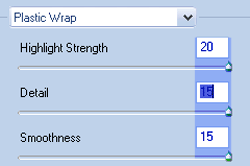 Plastic Wrap
Highlight Strength 20
Detail 15
Smoothness 15